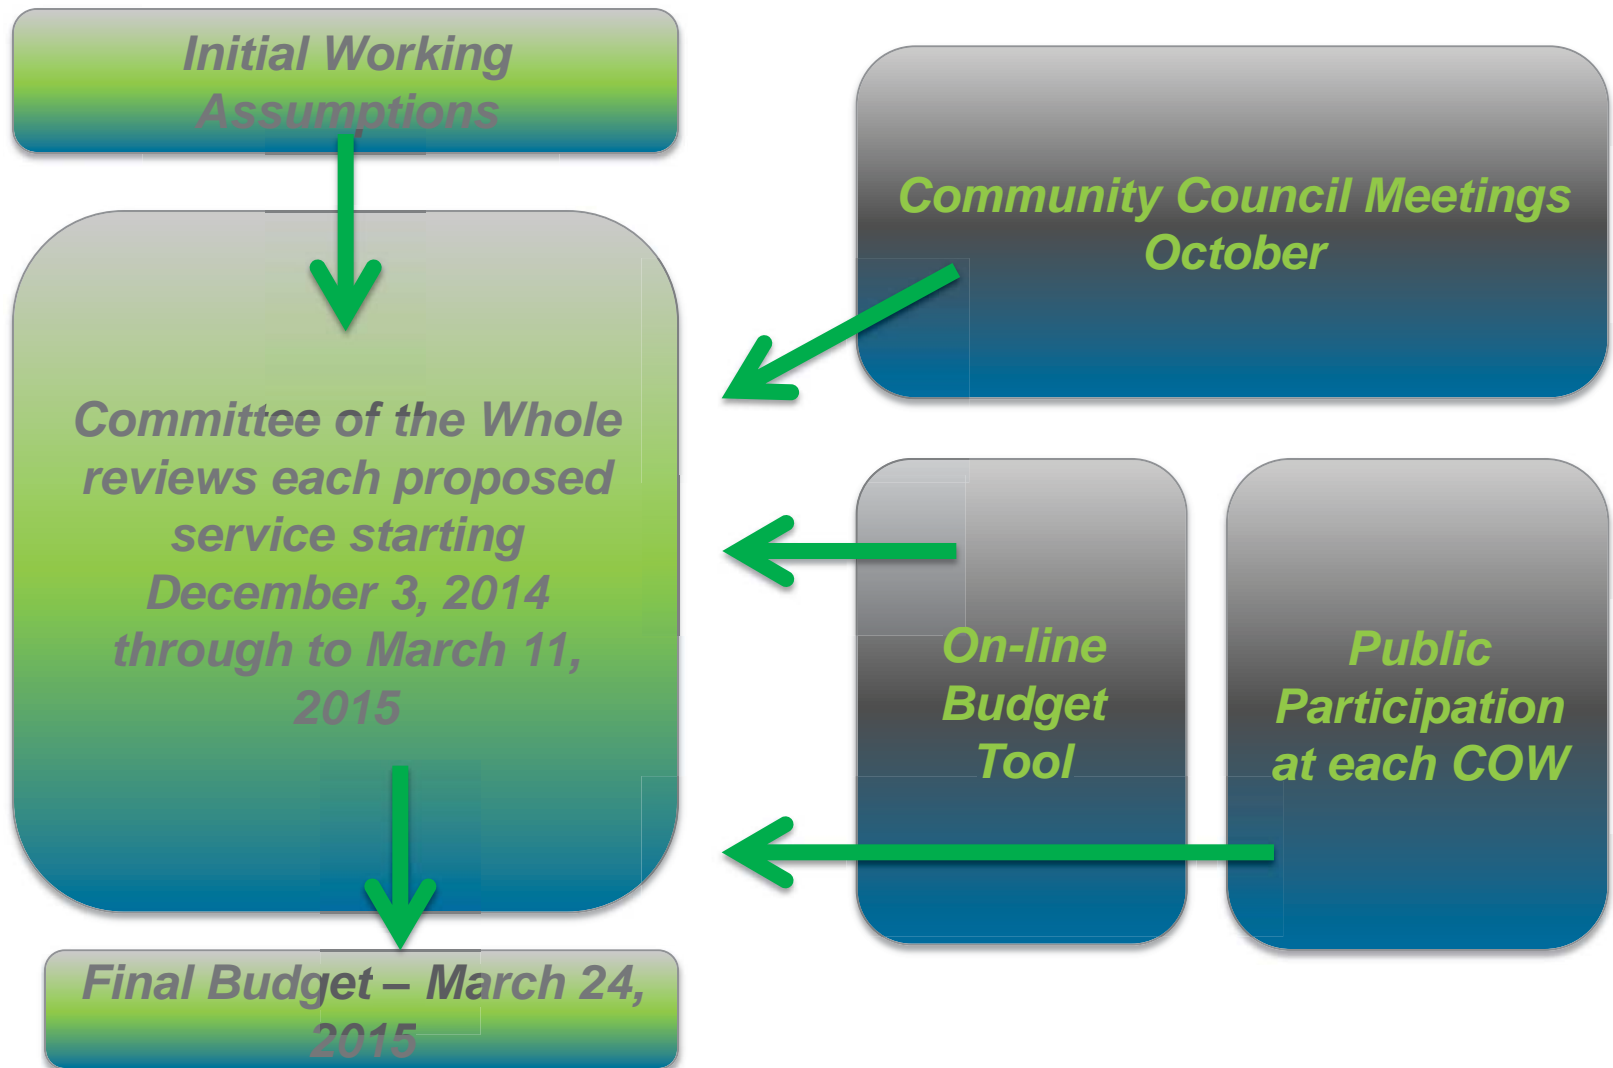 Initial Working
Assumptions
Committee of the Whole
reviews each proposed
service starting
December 3, 2014
through to March 11,
2015
Final Budget – March 24,
2015
Community Council Meetings
October
On-line
Budget
Tool
Public
Participation
at each COW